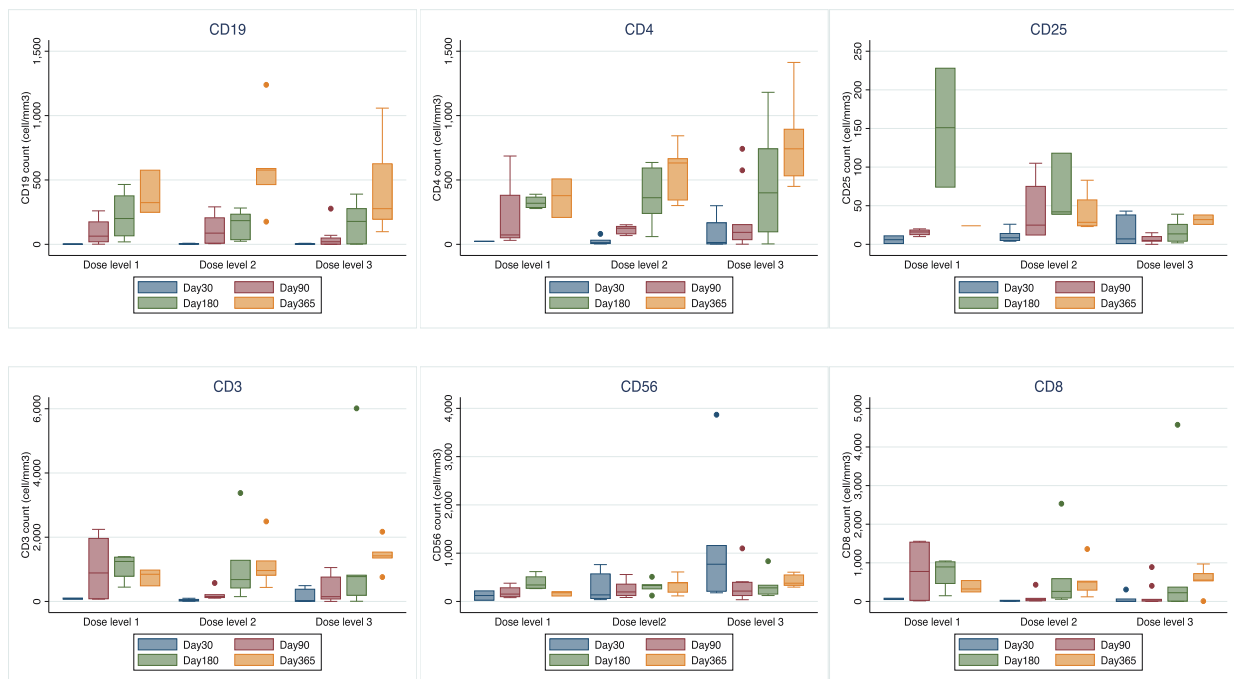 CD19
CD19 count (cell/mm3)
1,500
1,000
500
0
Dose level 1 Dose level 2 Dose level 3
Day30 Day90
Day180 Day365
CD4
CD4 count (cell/mm3)
1,500
1,000
500
0
Dose level 1 Dose level 2 Dose level 3
Day30 Day90
Day180 Day365
CD25
CD25 count (cell/mm3)
250
200
150
100
50
0
Dose level 1 Dose level 2 Dose level 3
Day30 Day90
Day180 Day365
CD3
CD3 count (cell/mm3)
6,000
4,000
2,000
0
Dose level 1 Dose level 2 Dose level 3
Day30 Day90
Day180 Day365
CD56
CD56 count (cell/mm3)
4,000
3,000
2,000
1,000
0
Dose level 1 Dose level2 Dose level 3
Day30 Day90
Day180 Day365
CD8
CD8 count (cell/mm3)
5,000
4,000
3,000
2,000
1,000
0
Dose level 1 Dose level 2 Dose level 3
Day30 Day90
Day180 Day365